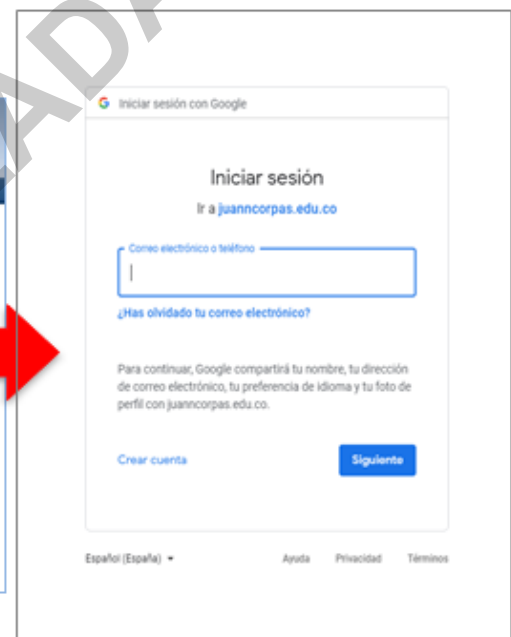 ADA
Iniciar sesión con Google
Iniciar sesión
Ir a juanncorpas.edu.co
Correo electrónico o teléfono
¿Has olvidado tu correo electrónico?
Para continuar, Google compartirá tu nombre, tu dirección
de correo electrónico, tu preferencia de idioma y tu foto de
perfil con juanncorpas.edu.co.
Crear cuenta
Siguiente
Español (España)
Ayuda Privacidad Términos